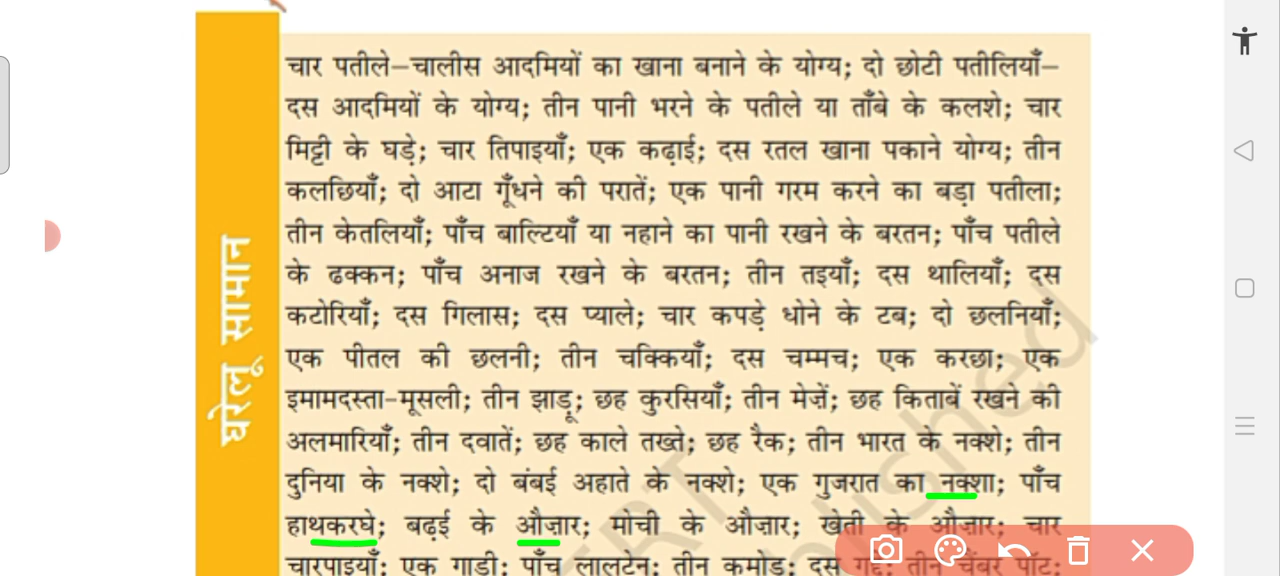 घरेलू सामान
चार पतीले–चालीस आदमियों का खाना बनाने के योग्य; दो छोटी पतीलियाँ–
दस आदमियों के योग्य; तीन पानी भरने के पतीले या ताँबे के कलशे; चार
मिट्टी के घड़े; चार तिपाइयाँ; एक कढ़ाई; दस रतल खाना पकाने योग्य; तीन
कलछियाँ; दो आटा गूँधने की परातें; एक पानी गरम करने का बड़ा पतीला;
तीन केतलियाँ; पाँच बाल्टियाँ या नहाने का पानी रखने के बरतन; पाँच पतीले
के ढक्कन; पाँच अनाज रखने के बरतन; तीन तइयाँ; दस थालियाँ; दस
कटोरियाँ; दस गिलास; दस प्याले; चार कपड़े धोने के टब; दो छलनियाँ;
एक पीतल की छलनी; तीन चक्कियाँ; दस चम्मच; एक करछा; एक
इमामदस्ता-मूसली; तीन झाड़ू; छह कुरसियाँ; तीन मेजें; छह किताबें रखने की
अलमारियाँ; तीन दवातें; छह काले तख्ते; छह रैक; तीन भारत के नक्शे; तीन
दुनिया के नक्शे; दो बंबई अहाते के नक्शे; एक गुजरात का नक्शा; पाँच
हाथकरघे; बढ़ई के औज़ार; मोची के औज़ार; खेती के औज़ार; चार
चारपाइयाँ; एक गाडी; पाँच लालटेन; तीन कमोड; दस गद्दे; तीन चेंबर पॉट;